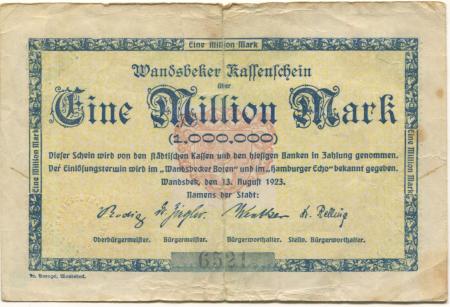 Eine Million Mark
Wandsbeker Kassenschein
über
Eine Million Mark
(1.000.000)
Dieser Schein wird von den städtischen Kassen und den hiesigen Banken in Zahlung genommen.
Der Einlösungstermin wird im „Wandsbecker Boten" und im „Hamburger Echo" bekannt gegeben.
Wandsbek, den 13. August 1923.
Namens der Stadt:
Oberbürgermeister. Bürgermeister. Bürgerworthalter. Stellv. Bürgerworthalter.
6521
Eine Million Mark
Eine Million Mark